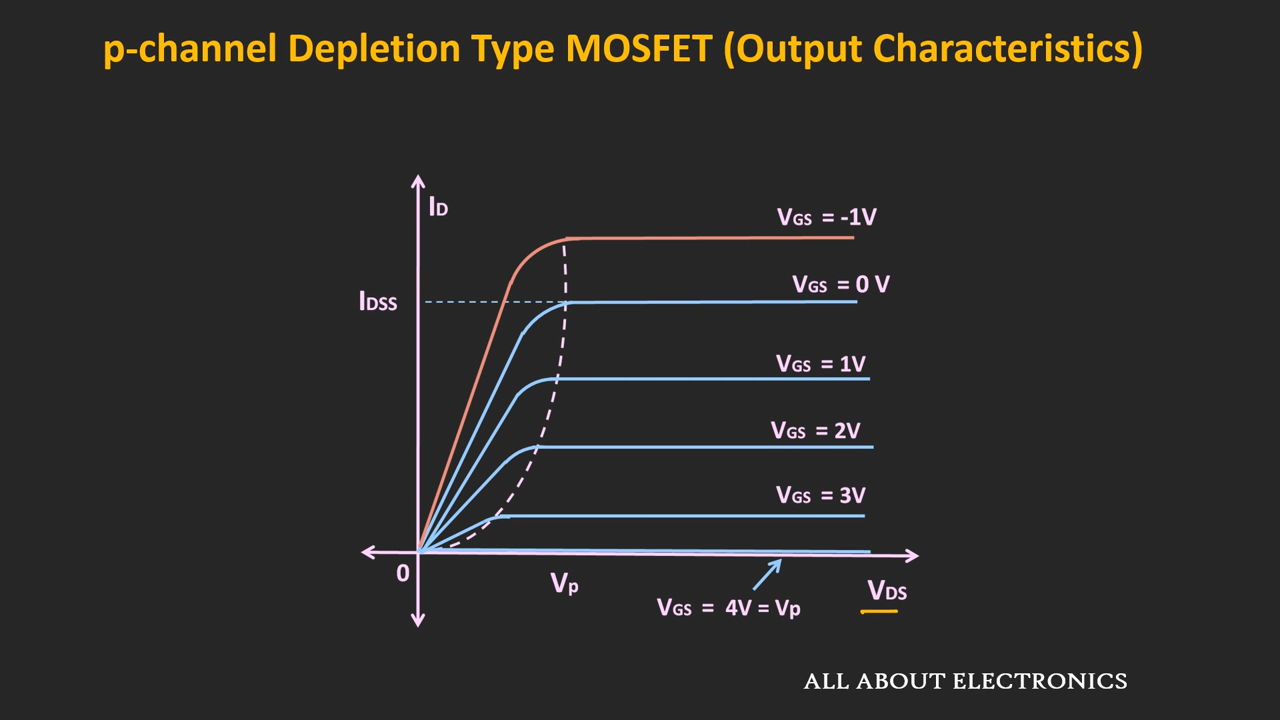 p-channel Depletion Type MOSFET (Output Characteristics)
ID
VGS = -1V
VGS = 0 V
IDSS
VGS = 1V
VGS = 2V
VGS = 3V
0
Vp
VDS
VGS = 4V = Vp
ALL ABOUT ELECTRONICS